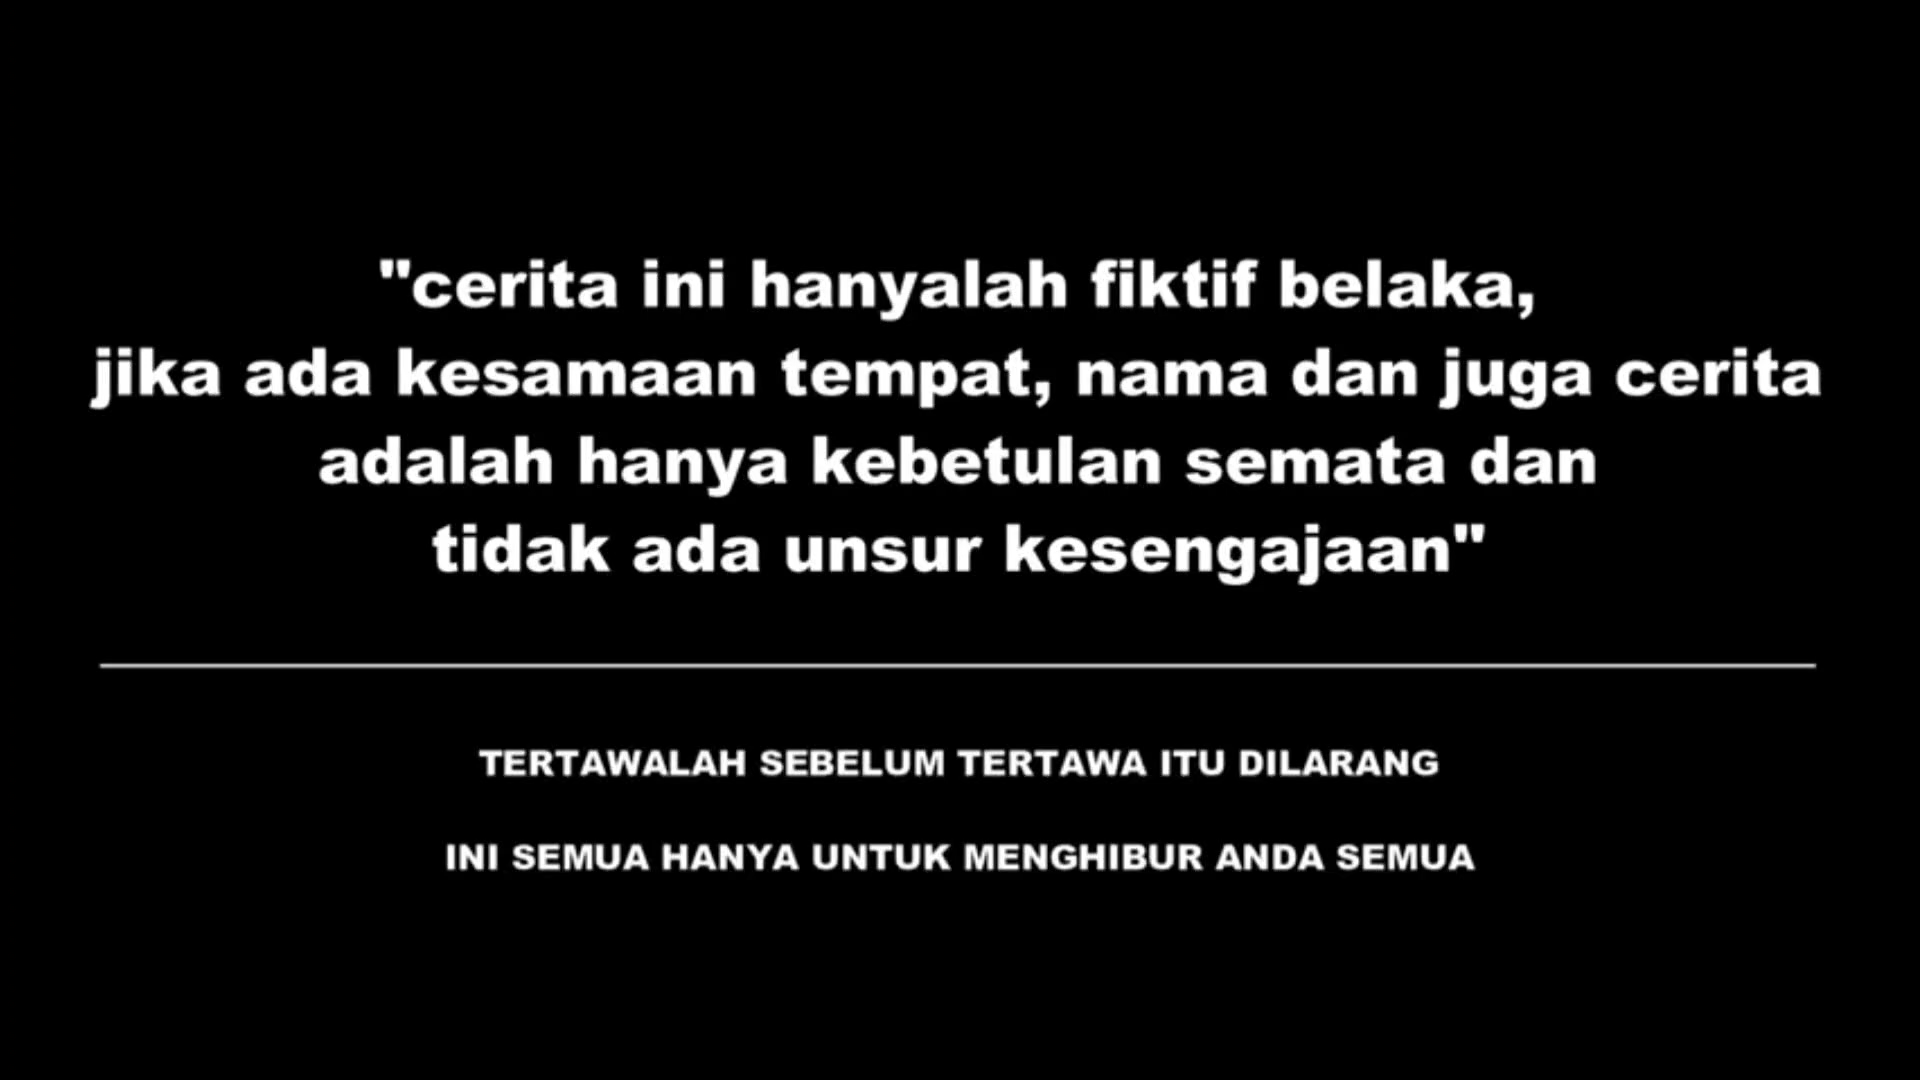 "cerita ini hanyalah fiktif belaka,
jika ada kesamaan tempat, nama dan juga cerita
adalah hanya kebetulan semata dan
tidak ada unsur kesengajaan"
TERTAWALAH SEBELUM TERTAWA ITU DILARANG
INI SEMUA HANYA UNTUK MENGHIBUR ANDA SEMUA